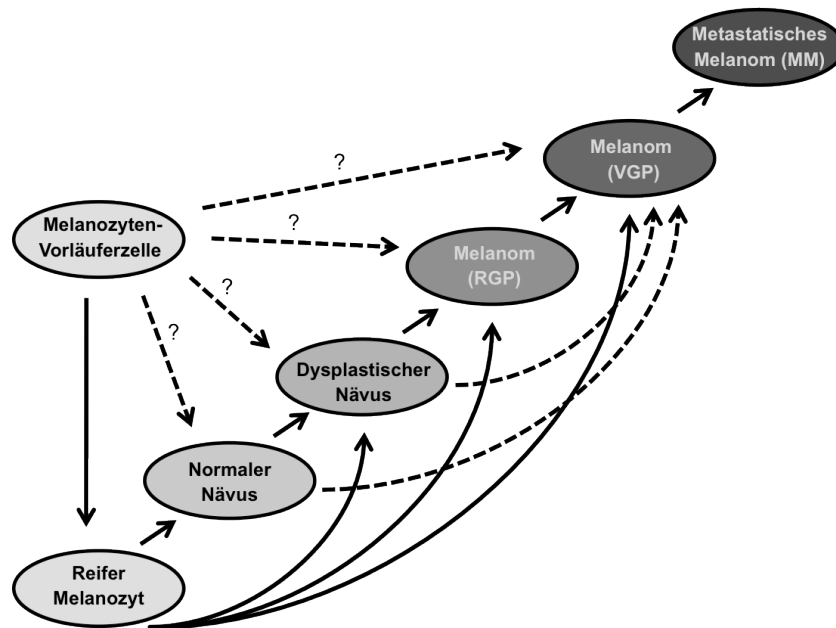 Metastatisches
Melanom (MM)
Melanom
(VGP)
?
Melanozyten-
Vorläuferzelle
?
Melanom
(RGP)
?
?
Dysplastischer
Nävus
Normaler
Nävus
Reifer
Melanozyt